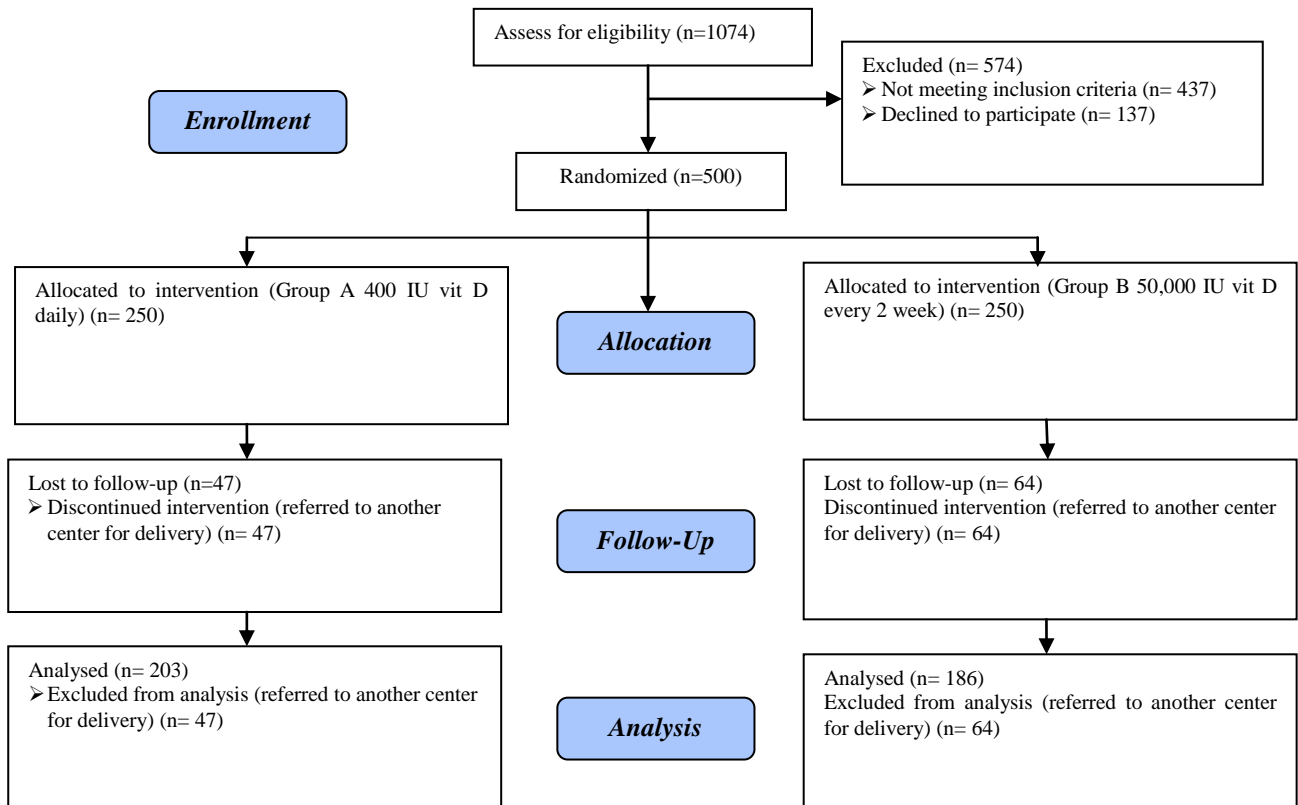 Assess for eligibility (n=1074)
Excluded (n= 574)
➢ Not meeting inclusion criteria (n= 437)
➢ Declined to participate (n= 137)
Enrollment
Randomized (n=500)
Allocated to intervention (Group A 400 IU vit D
daily) (n= 250)
Allocated to intervention (Group B 50,000 IU vit D
every 2 week) (n= 250)
Allocation
Lost to follow-up (n=47)
➢ Discontinued intervention (referred to another
center for delivery) (n= 47)
Lost to follow-up (n= 64)
Discontinued intervention (referred to another center
for delivery) (n= 64)
Follow-Up
Analysed (n= 203)
➢ Excluded from analysis (referred to another center
for delivery) (n= 47)
Analysed (n= 186)
Excluded from analysis (referred to another center
for delivery) (n= 64)
Analysis